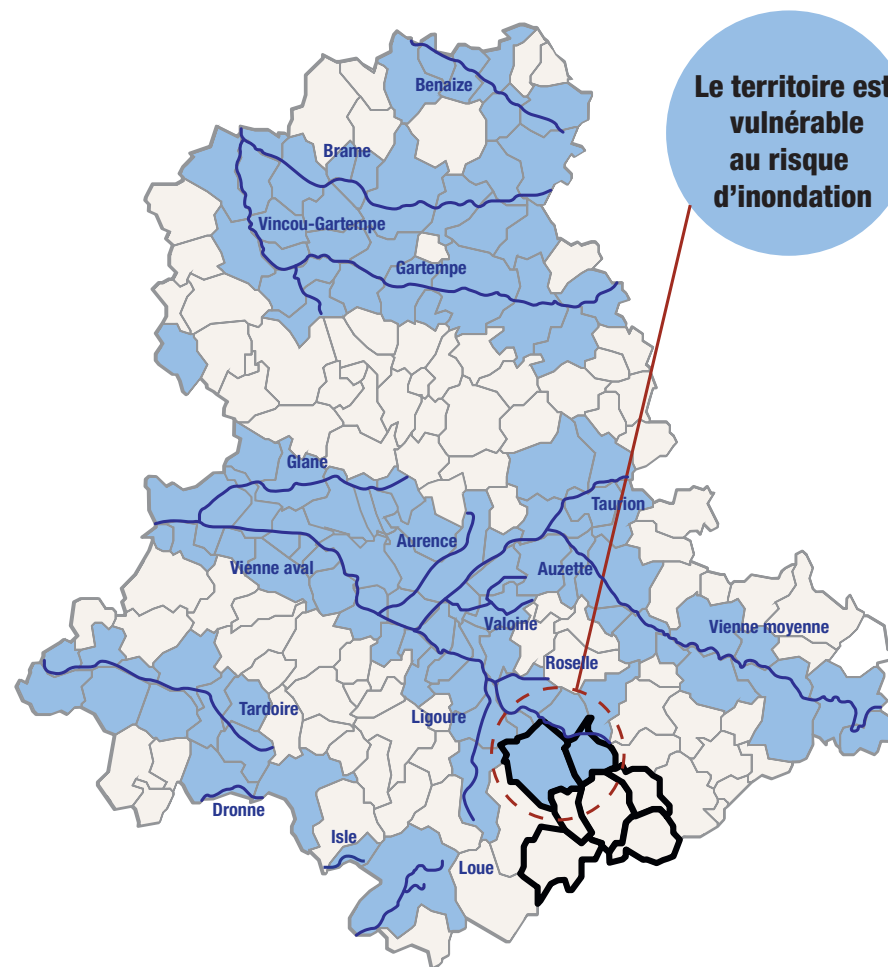 Benaize
Le territoire est
vulnérable
au risque
d’inondation
Brame
Vincou-Gartempe
Gartempe
Glane
Taurion
Aurence
Vienne aval
Auzette
Valoine
Vienne moyenne
Roselle
Tardoire
Ligoure
Dronne
Isle
Loue